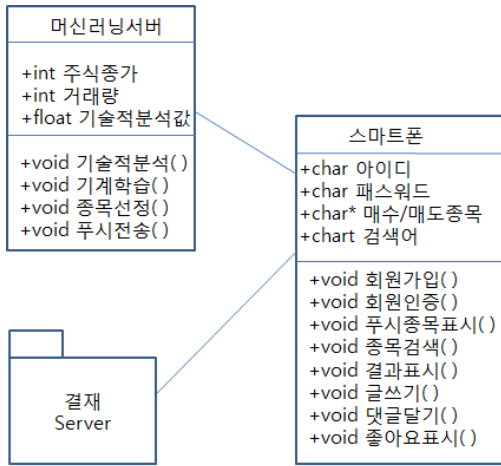 머신러닝서버
+int 주식종가
+int 거래량
+float 기술적분석값
+void 기술적분석( )
+void 기계학습( )
+void 종목선정( )
+void 푸시전송( )
스마트폰
+char 아이디
+char 패스워드
+char* 매수/매도종목
+chart 검색어
+void 회원가입( )
+void 회원인증( )
+void 푸시종목표시( )
+void 종목검색( )
+void 결과표시( )
+void 글쓰기( )
+void 댓글달기( )
+void 좋아요표시( )
결재
Server